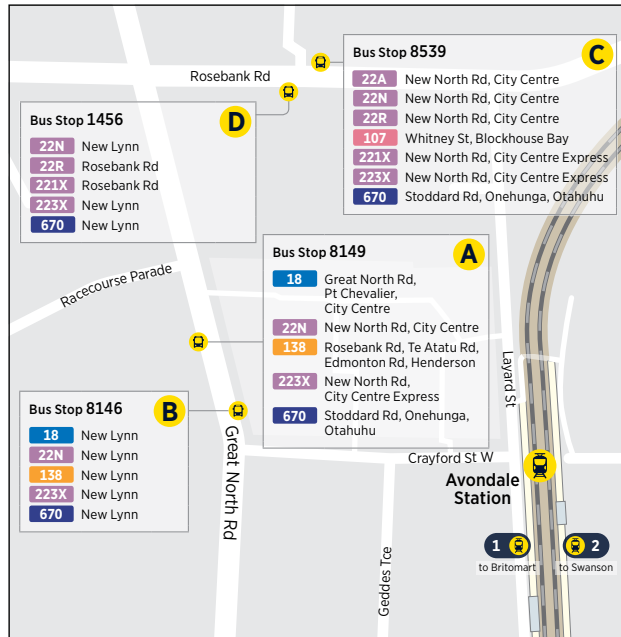 Bus Stop 8539
C
22A New North Rd, City Centre
22N New North Rd, City Centre
22R New North Rd, City Centre
107 Whitney St, Blockhouse Bay
221X New North Rd, City Centre Express
223X New North Rd, City Centre Express
670 Stoddard Rd, Onehunga, Otahuhu
Rosebank Rd
Bus Stop 1456
D
22N New Lynn
22R Rosebank Rd
221X Rosebank Rd
223X New Lynn
670 New Lynn
Racecourse Parade
Bus Stop 8149
A
18 Great North Rd,
Pt Chevalier,
City Centre
22N New North Rd, City Centre
138 Rosebank Rd, Te Atatu Rd,
Edmonton Rd, Henderson
223X New North Rd,
City Centre Express
670 Stoddard Rd, Onehunga,
Otahuhu
Layard St
Bus Stop 8146
B
18 New Lynn
22N New Lynn
138 New Lynn
223X New Lynn
670 New Lynn
Great North Rd
Crayford St W
Avondale
Station
Geddes Tce
1
to Britomart
2
to Swanson